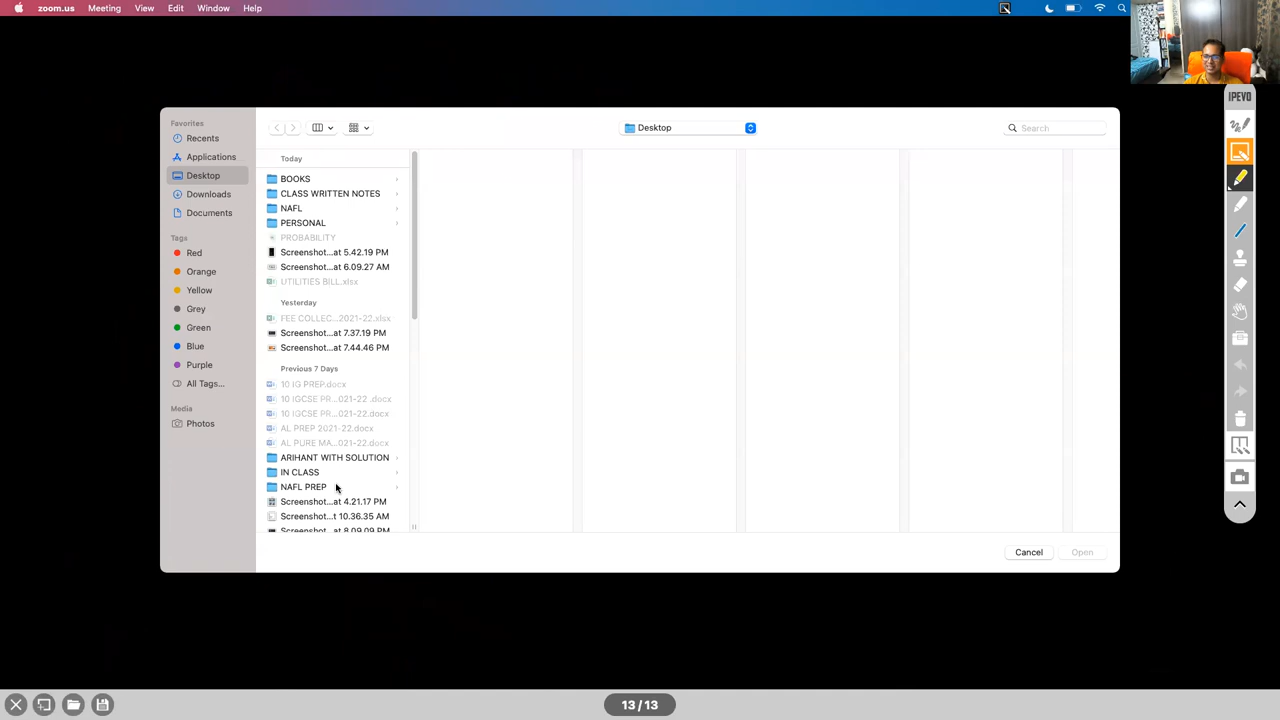 zoom.us Meeting View Edit Window Help
IPEVO
Favorites
Recents
Applications
Desktop
Downloads
Documents
Tags
Red
Orange
Yellow
Grey
Green
Blue
Purple
All Tags...
Media
Photos
Desktop
Search
Today
BOOKS
CLASS WRITTEN NOTES
NAFL
PERSONAL
PROBABILITY
Screenshot...at 5.42.19 PM
Screenshot...at 6.09.27 AM
UTILITIES BILL.xlsx
Yesterday
FEE COLLEC...2021-22.xlsx
Screenshot...at 7.37.19 PM
Screenshot...at 7.44.46 PM
Previous 7 Days
10 IG PREP.docx
10 IGCSE PR...021-22 .docx
10 IGCSE PR...021-22.docx
AL PREP 2021-22.docx
AL PURE MA...021-22.docx
ARIHANT WITH SOLUTION
IN CLASS
NAFL PREP
Screenshot...at 4.21.17 PM
Screenshot...t 10.36.35 AM
Screenshot...at 8.09.09 PM
Cancel
Open
13/13